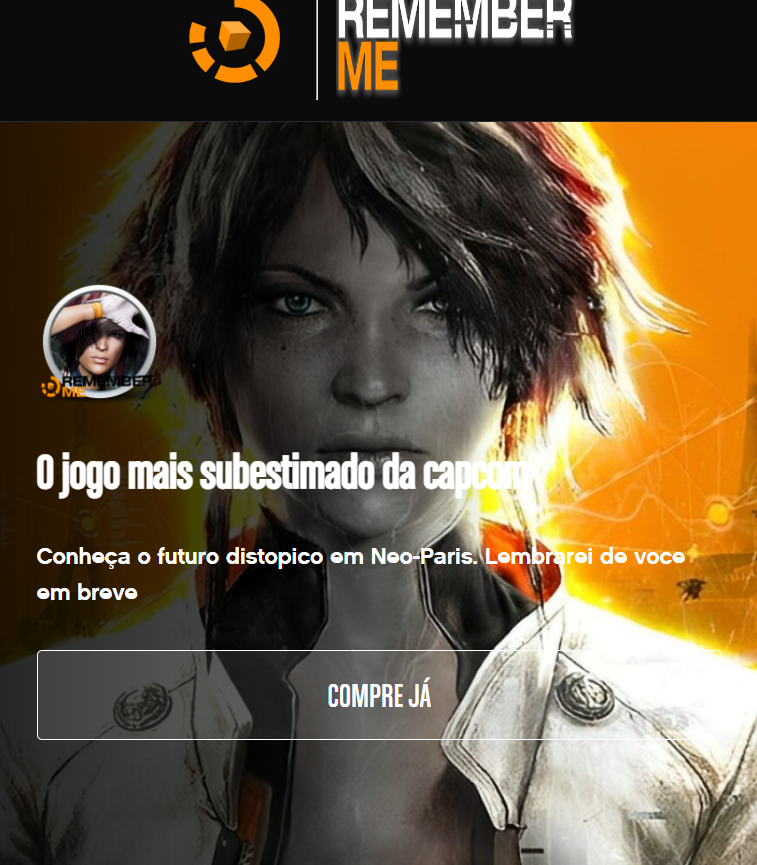 REMEMBER
ME
REMEMBER
ME
O jogo mais subestimado da capcom
Conheça o futuro distopico em Neo-Paris. Lembrarei de voce
em breve
COMPRE JÁ